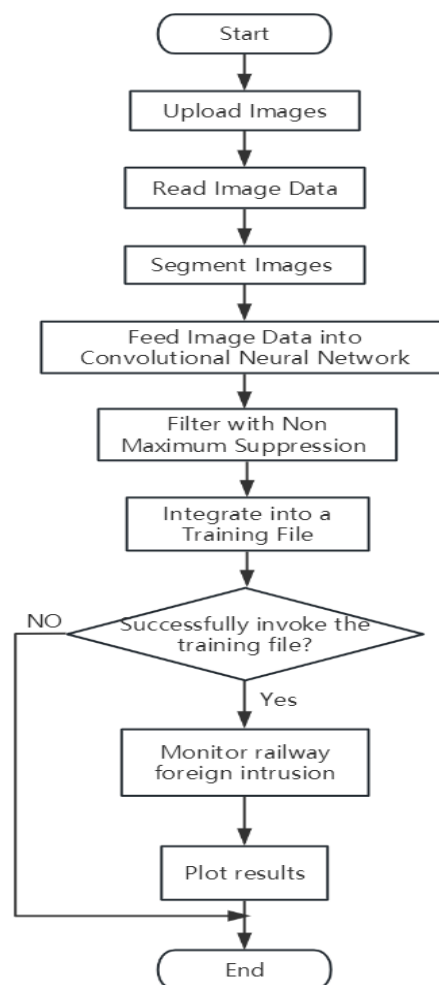 Start
Upload Images
Read Image Data
Segment Images
Feed Image Data into
Convolutional Neural Network
Filter with Non
Maximum Suppression
Integrate into a
Training File
NO
Successfully invoke the
training file?
Yes
Monitor railway
foreign intrusion
Plot results
End